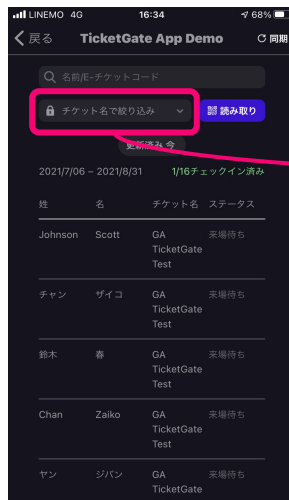 LINEMO 4G 16:34 68%
戻る TicketGate App Demo 同期
名前/E-チケットコード
チケット名で絞り込み 読み取り
更新済み 今
2021/7/06 – 2021/8/31 1/16チェックイン済み
姓 名 チケット名 ステータス
Johnson Scott GA 来場待ち
TicketGate
Test
チャン ザイコ GA 来場待ち
TicketGate
Test
鈴木 春 GA 来場待ち
TicketGate
Test
Chan Zaiko GA 来場待ち
TicketGate
Test
ヤン ジバン GA 来場待ち
TicketGate